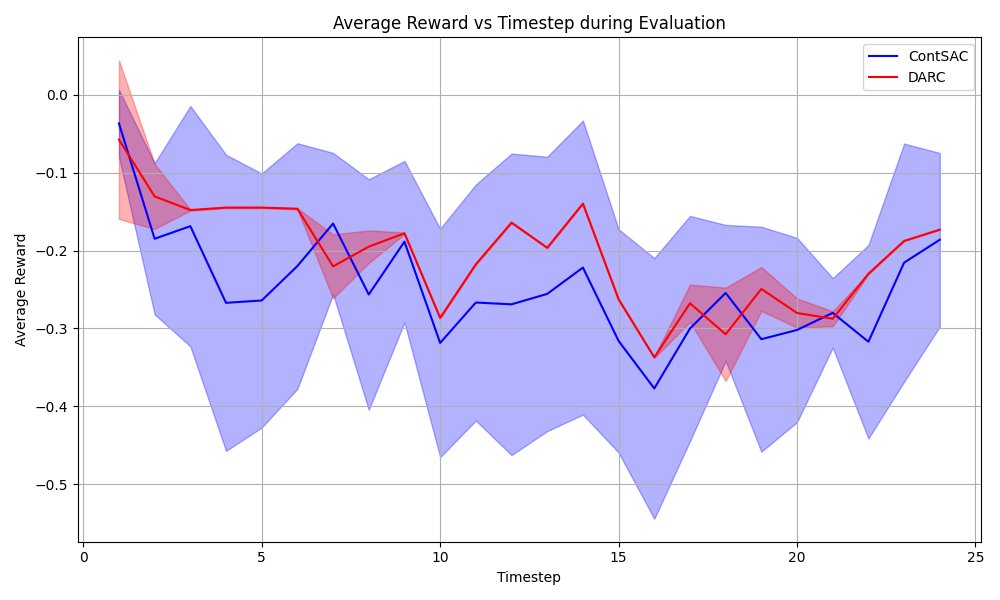 Average Reward vs Timestep during Evaluation
ContSAC
DARC
Average Reward
0.0
−0.1
−0.2
−0.3
−0.4
−0.5
0
5
10
15
20
25
Timestep